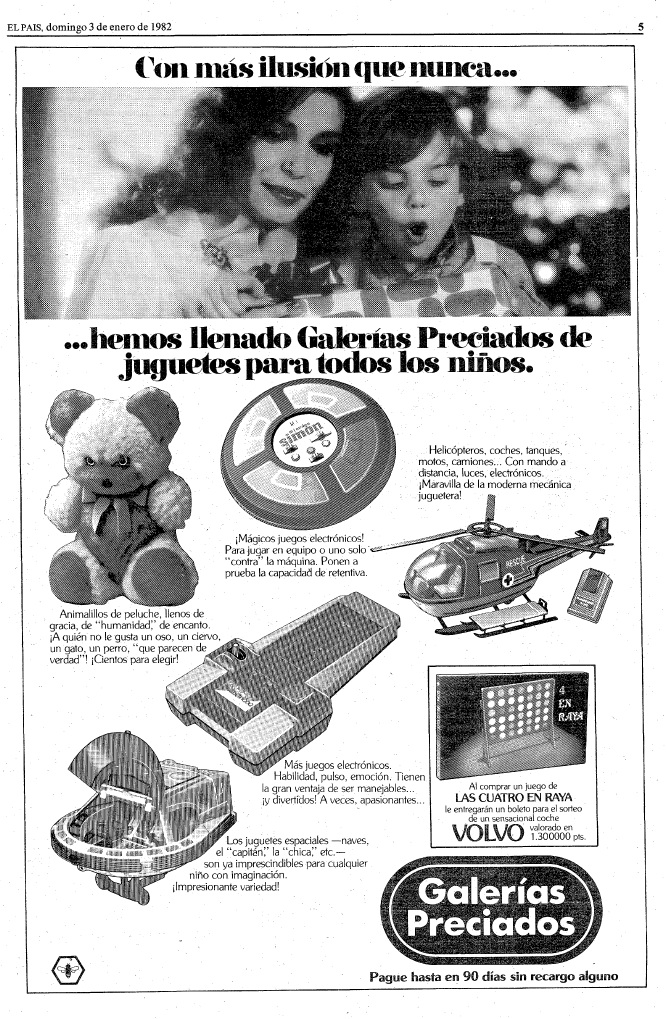 EL PAIS, domingo 3 de enero de 1982
5
Con más ilusión que nunca...
...hemos llenado Galerías Preciados de
juguetes para todos los niños.
simón
Helicópteros, coches, tanques,
motos, camiones... Con mando a
distancia, luces, electrónicos.
¡Maravilla de la moderna mecánica
juguetera!
¡Mágicos juegos electrónicos!
Para jugar en equipo o uno solo
"contra" la máquina. Ponen a
prueba la capacidad de retentiva.
RESCUE
Animalillos de peluche, llenos de
gracia, de "humanidad," de encanto.
¡A quién no le gusta un oso, un ciervo,
un gato, un perro, "que parecen de
verdad"! ¡Cientos para elegir!
4
EN
RAYA
Más juegos electrónicos.
Habilidad, pulso, emoción. Tienen
la gran ventaja de ser manejables...
¡y divertidos! A veces, apasionantes...
Al comprar un juego de
LAS CUATRO EN RAYA
le entregarán un boleto para el sorteo
de un sensacional coche
VOLVO valorado en
1.300000 pts.
Los juguetes espaciales —naves,
el "capitán," la "chica," etc.—
son ya imprescindibles para cualquier
niño con imaginación.
¡Impresionante variedad!
Galerías
Preciados
Pague hasta en 90 días sin recargo alguno